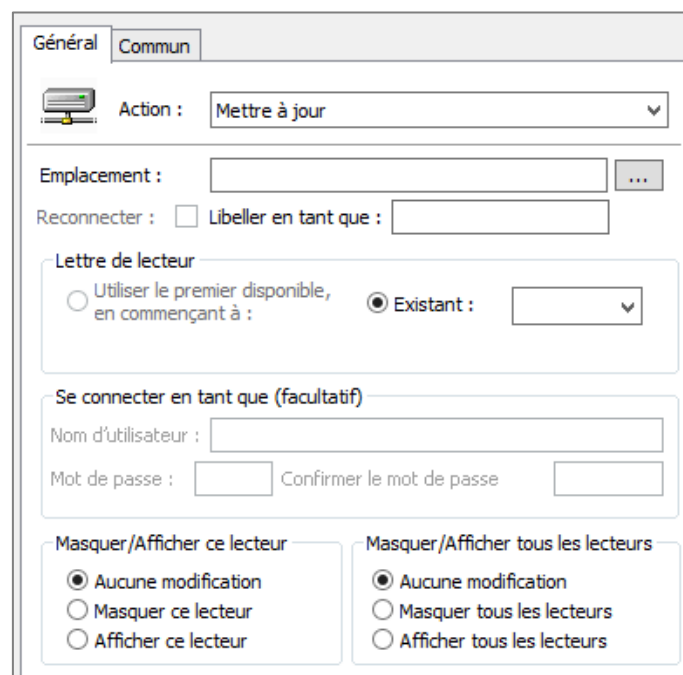 Général Commun
Action : Mettre à jour
Emplacement : ...
Reconnecter : Libeller en tant que :
Lettre de lecteur
Utiliser le premier disponible,
en commençant à :
Existant :
Se connecter en tant que (facultatif)
Nom d'utilisateur :
Mot de passe : Confirmer le mot de passe
Masquer/Afficher ce lecteur
Aucune modification
Masquer ce lecteur
Afficher ce lecteur
Masquer/Afficher tous les lecteurs
Aucune modification
Masquer tous les lecteurs
Afficher tous les lecteurs